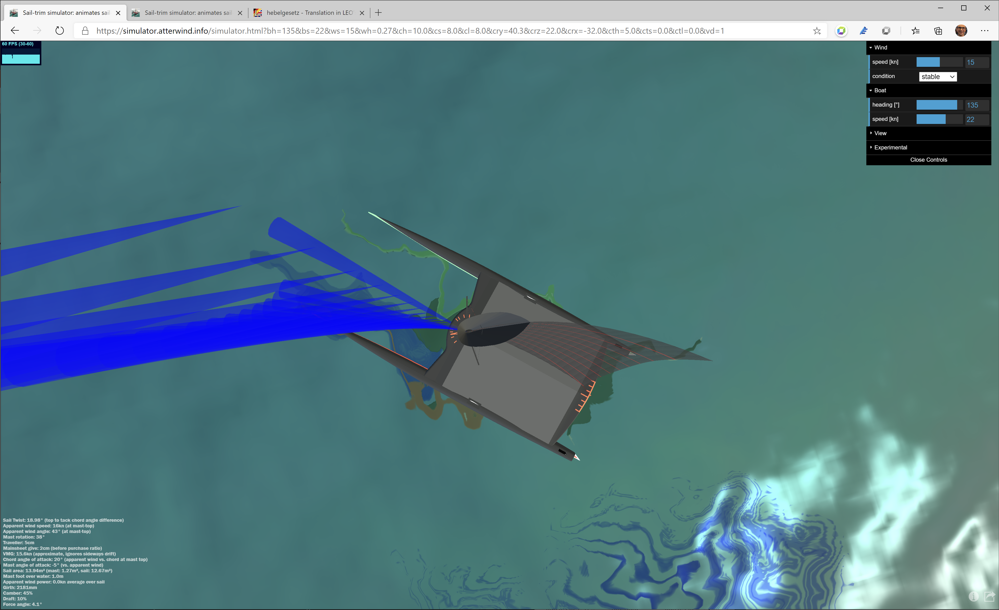 Sail-trim simulator: animates sail
Sail-trim simulator: animates sail
hebelgesetz - Translation in LEO'
https://simulator.atterwind.info/simulator.html?bh=135&bs=22&ws=15&wh=0.27&ch=10.0&cs=8.0&cl=8.0&cry=40.3&crz=22.0&crx=-32.0&cth=5.0&cts=0.0&ctl=0.0&vd=1
60 FPS (30-60)
Wind
speed [kn] 15
condition stable
Boat
heading [°] 135
speed [kn] 22
View
Experimental
Close Controls
Sail Twist: 18.98° (top to tack chord angle difference)
Apparent wind speed: 16kn (at mast-top)
Apparent wind angle: 43° (at mast-top)
Mast rotation: 38°
Traveller: 5cm
Mainsheet give: 2cm (before purchase ratio)
VMG: 15.6kn (approximate, ignores sideways drift)
Chord angle of attack: 20° (apparent wind vs. chord at mast top)
Mast angle of attack: -5° (vs. apparent wind)
Sail area: 13.94m² (mast: 1.27m², sail: 12.67m²)
Mast foot over water: 1.0m
Apparent wind power: 0.0kn average over sail
Girth: 2181mm
Camber: 45%
Draft: 10%
Force angle: 4.1°